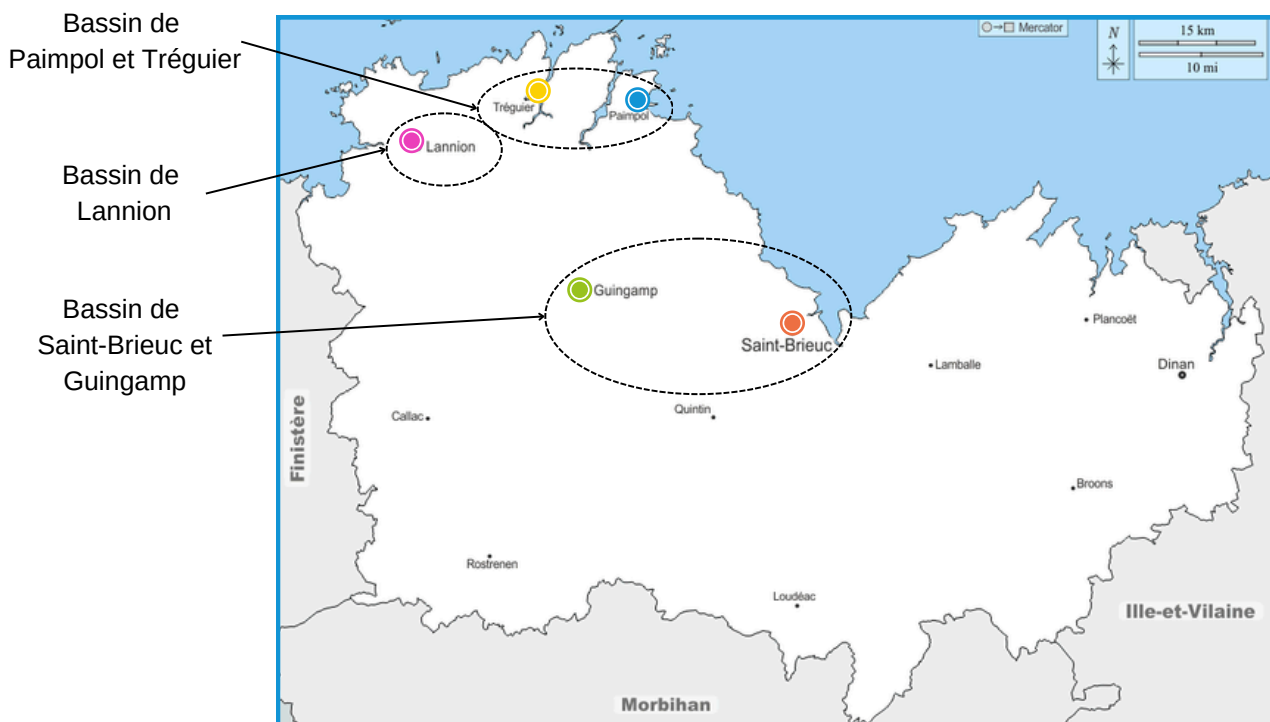 Bassin de
Paimpol et Tréguier
Bassin de
Lannion
Bassin de
Saint-Brieuc et
Guingamp
Mercator
N
15 km
10 mi
Tréguier
Paimpol
Lannion
Guingamp
Saint-Brieuc
Plancoët
Lamballe
Dinan
Callac
Quintin
Finistère
Broons
Rostrenen
Loudéac
Ille-et-Vilaine
Morbihan